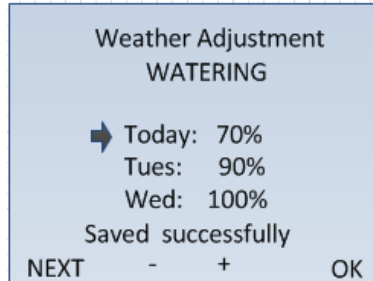 Weather Adjustment
WATERING
Today: 70%
Tues: 90%
Wed: 100%
Saved successfully
NEXT - + OK